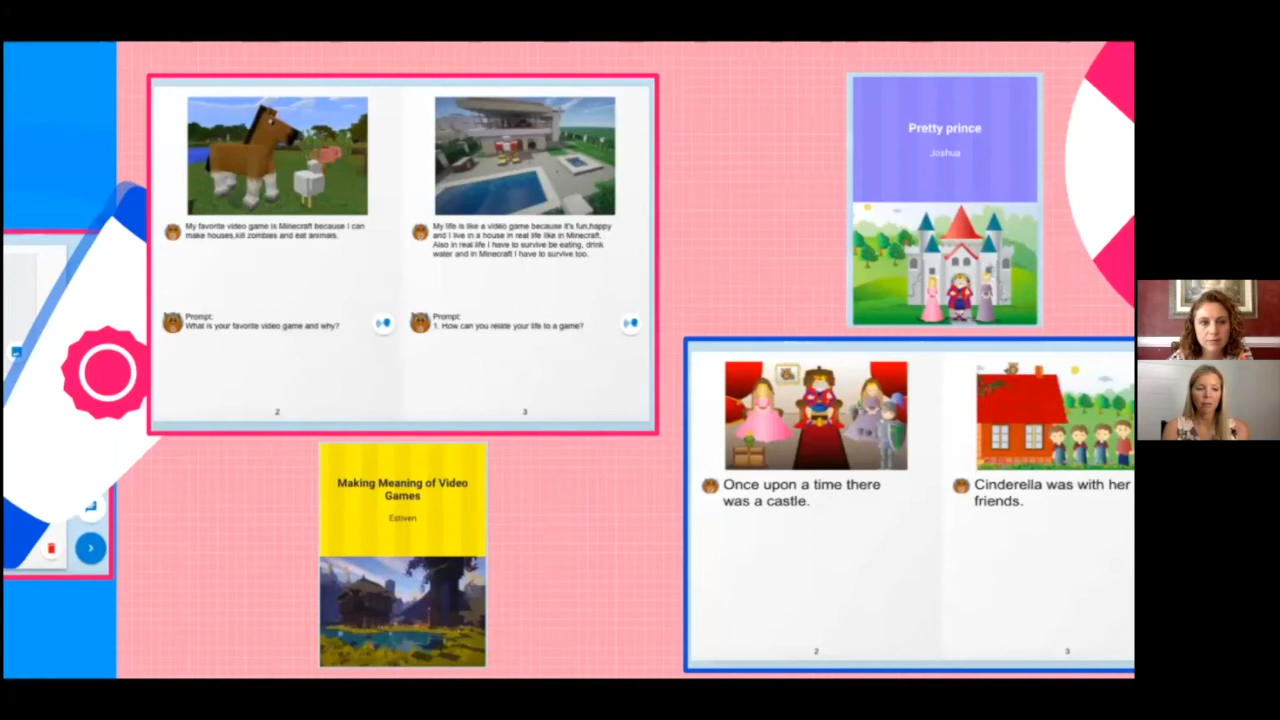 My favorite video game is Minecraft because I can
make houses,kill zombies and eat animals.
Prompt:
What is your favorite video game and why?
2
My life is like a video game because it's fun,happy
and I live in a house in real life like in Minecraft.
Also in real life I have to survive be eating, drink
water and in Minecraft I have to survive too.
Prompt:
1. How can you relate your life to a game?
3
Pretty prince
Joshua
Making Meaning of Video
Games
Estiven
Once upon a time there
was a castle.
2
Cinderella was with her
friends.
3